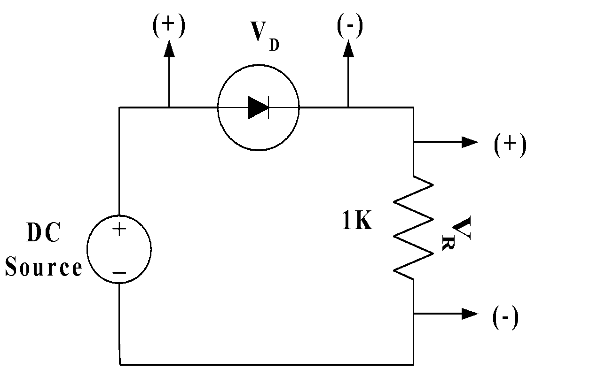 (+)
V_D
(-)
(+)
1K
V_R
DC
Source
+
−
(-)